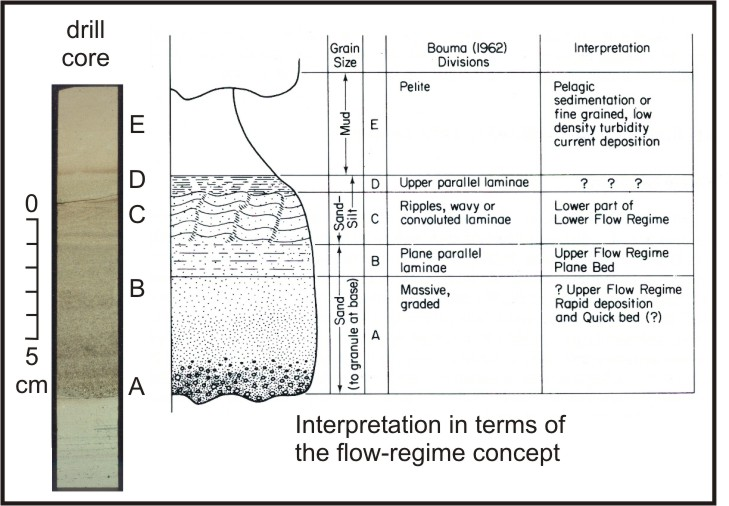 drill
core
E
D
0
C
B
5
cm
A
Grain
Size
Bouma (1962)
Divisions
Interpretation
Mud
E
Pelite
Pelagic
sedimentation or
fine grained, low
density turbidity
current deposition
D
Upper parallel laminae
? ? ?
Sand-
Silt
C
Ripples, wavy or
convoluted laminae
Lower part of
Lower Flow Regime
B
Plane parallel
laminae
Upper Flow Regime
Plane Bed
Sand
(to granule at base)
A
Massive,
graded
? Upper Flow Regime
Rapid deposition
and Quick bed (?)
Interpretation in terms of
the flow-regime concept